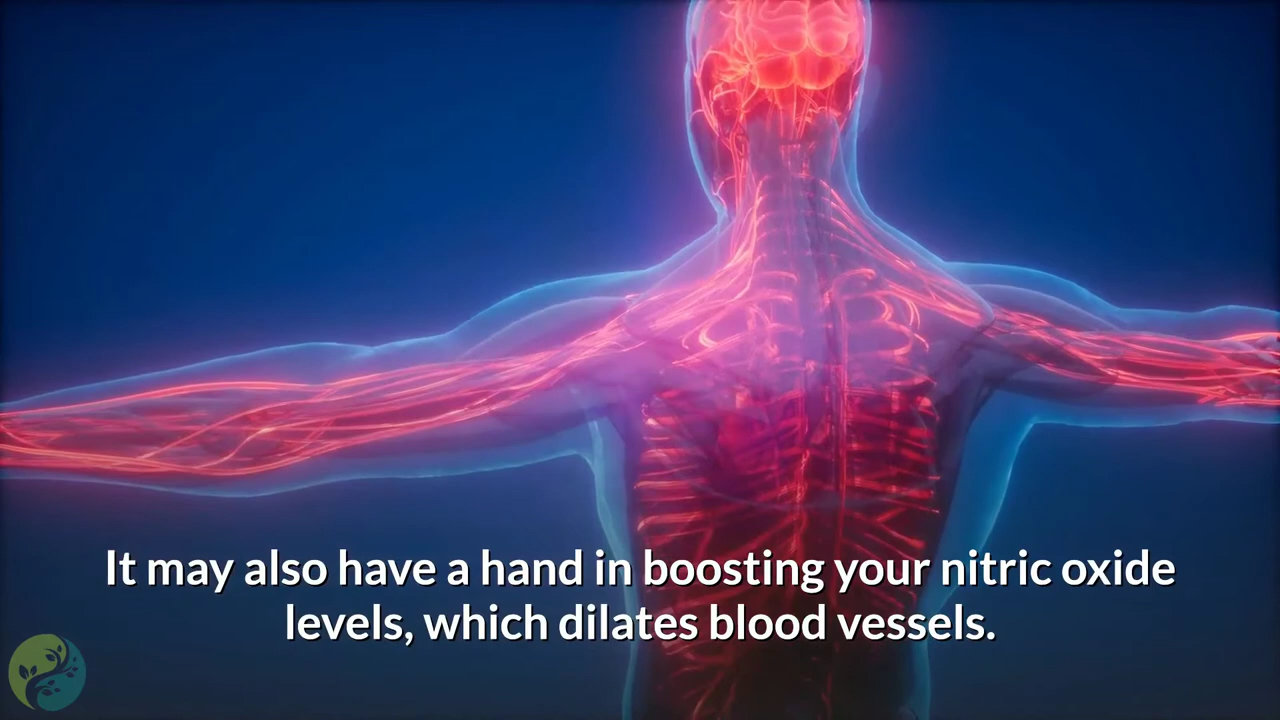 It may also have a hand in boosting your nitric oxide
levels, which dilates blood vessels.